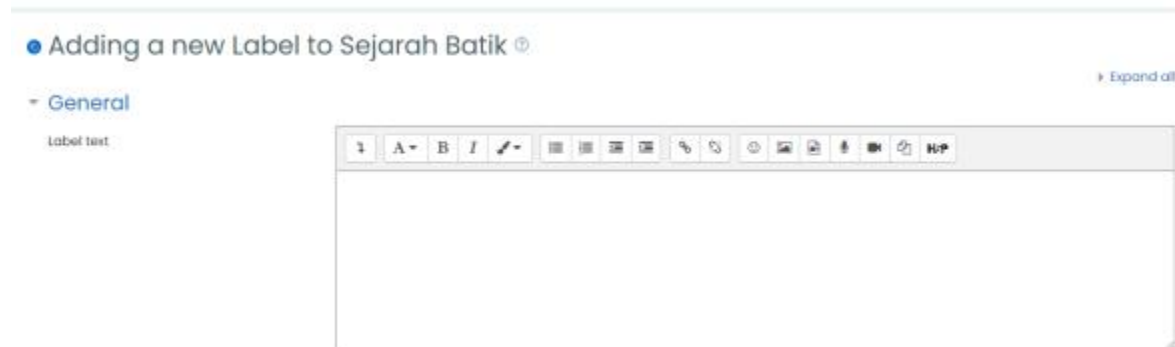 Adding a new Label to Sejarah Batik
Expand all
General
Label text
A B I H-P